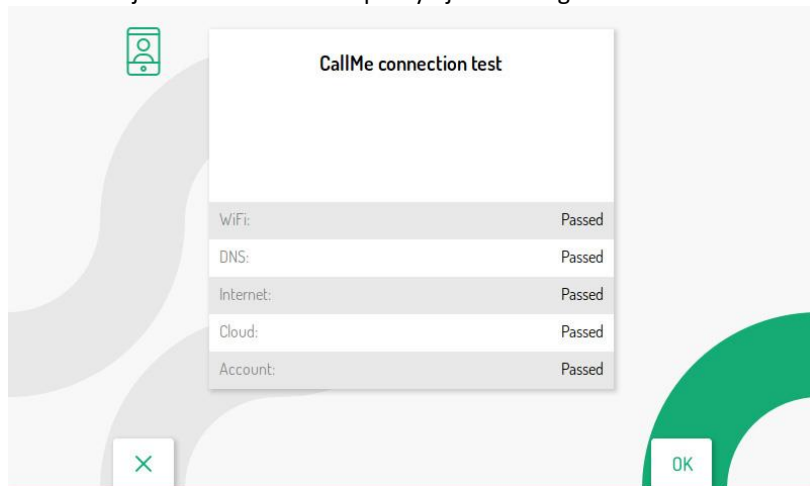 CallMe connection test
WiFi: Passed
DNS: Passed
Internet: Passed
Cloud: Passed
Account: Passed
OK